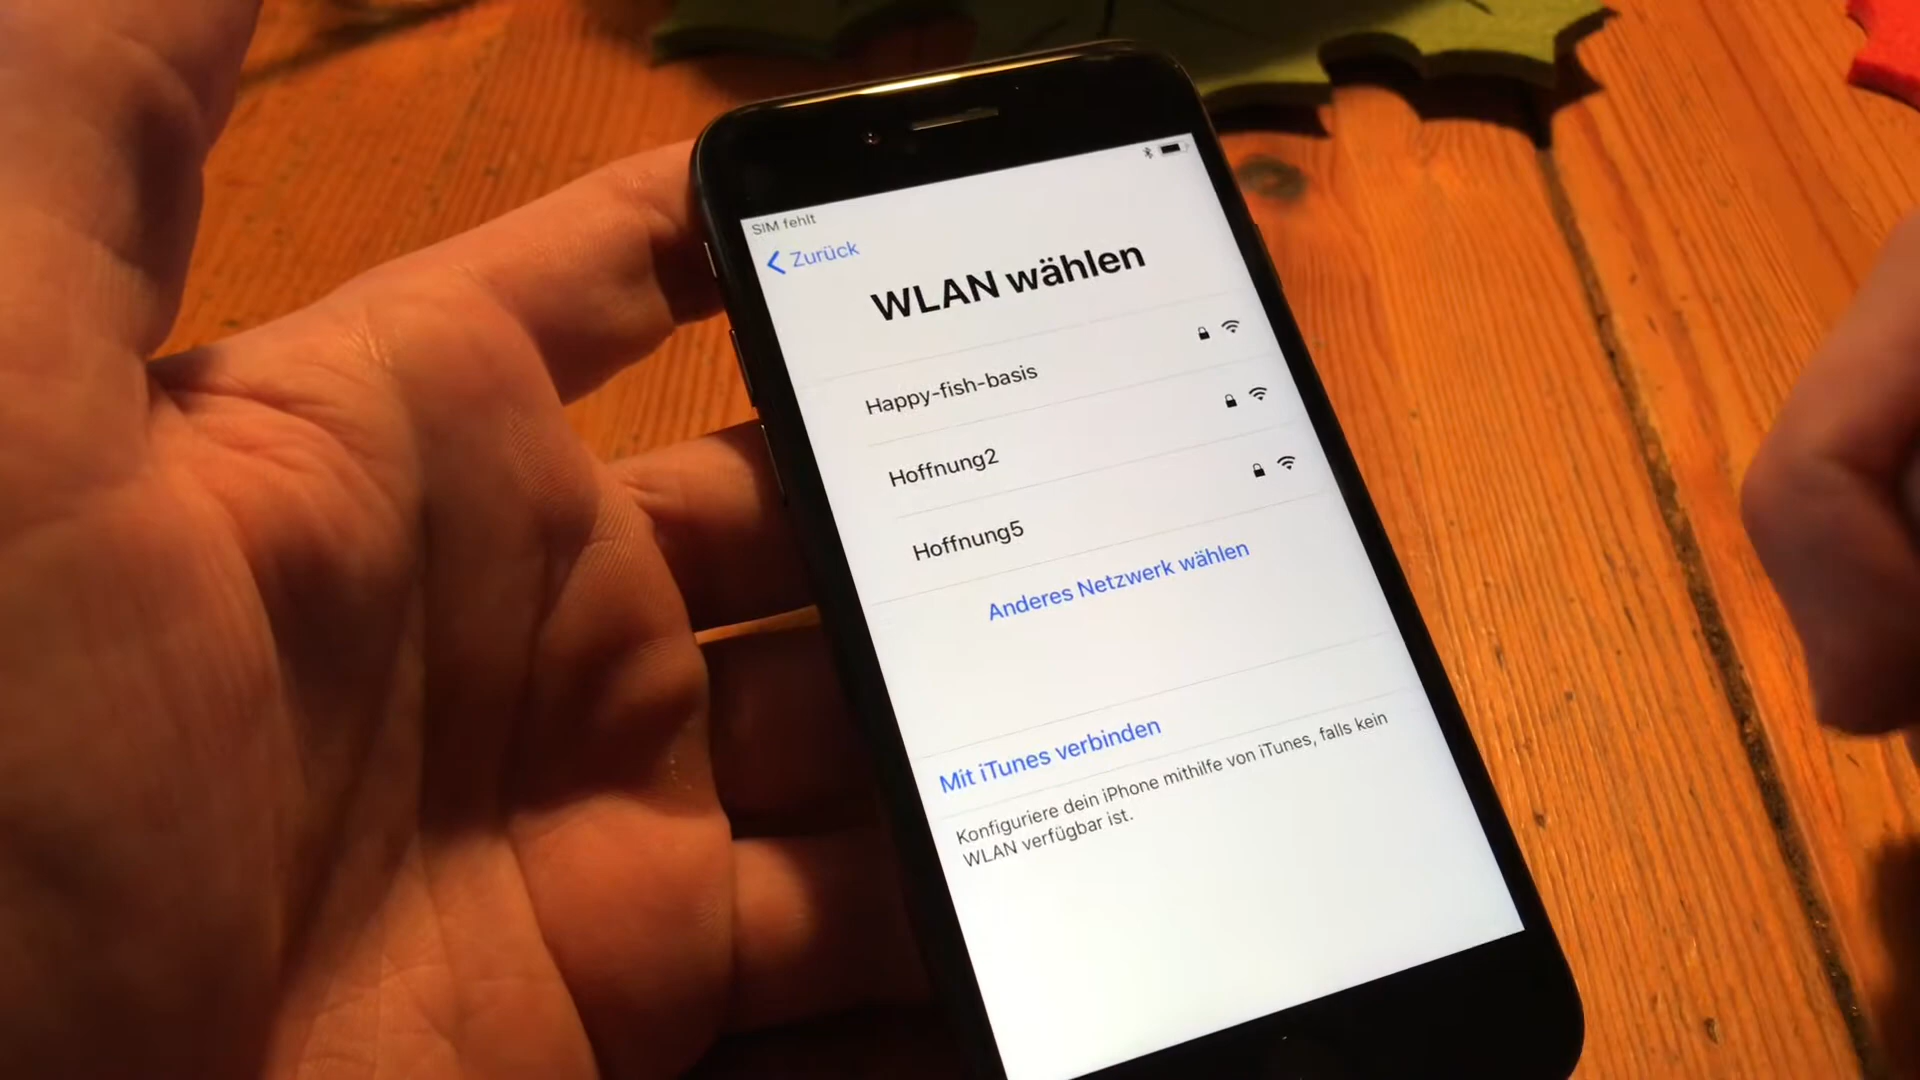 SIM fehlt
Zurück
WLAN wählen
Happy-fish-basis
Hoffnung2
Hoffnung5
Anderes Netzwerk wählen
Mit iTunes verbinden
Konfiguriere dein iPhone mithilfe von iTunes, falls kein
WLAN verfügbar ist.